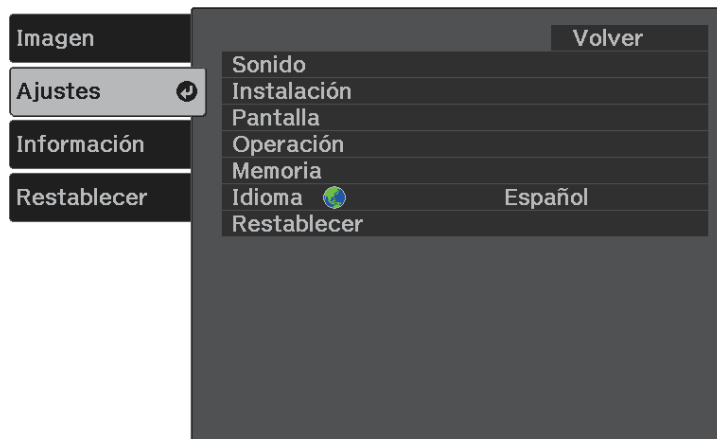 Imagen
Ajustes
Información
Restablecer
Volver
Sonido
Instalación
Pantalla
Operación
Memoria
Idioma Español
Restablecer